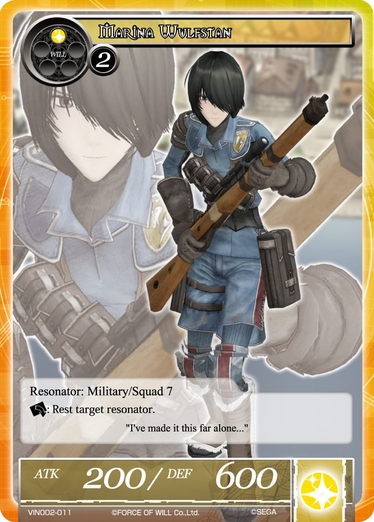 Marina Wulfstan
WILL
2
Resonator: Military/Squad 7
: Rest target resonator.
"I've made it this far alone..."
ATK 200 / DEF 600
VIN002-011 ©FORCE OF WILL Co.,Ltd. ©SEGA